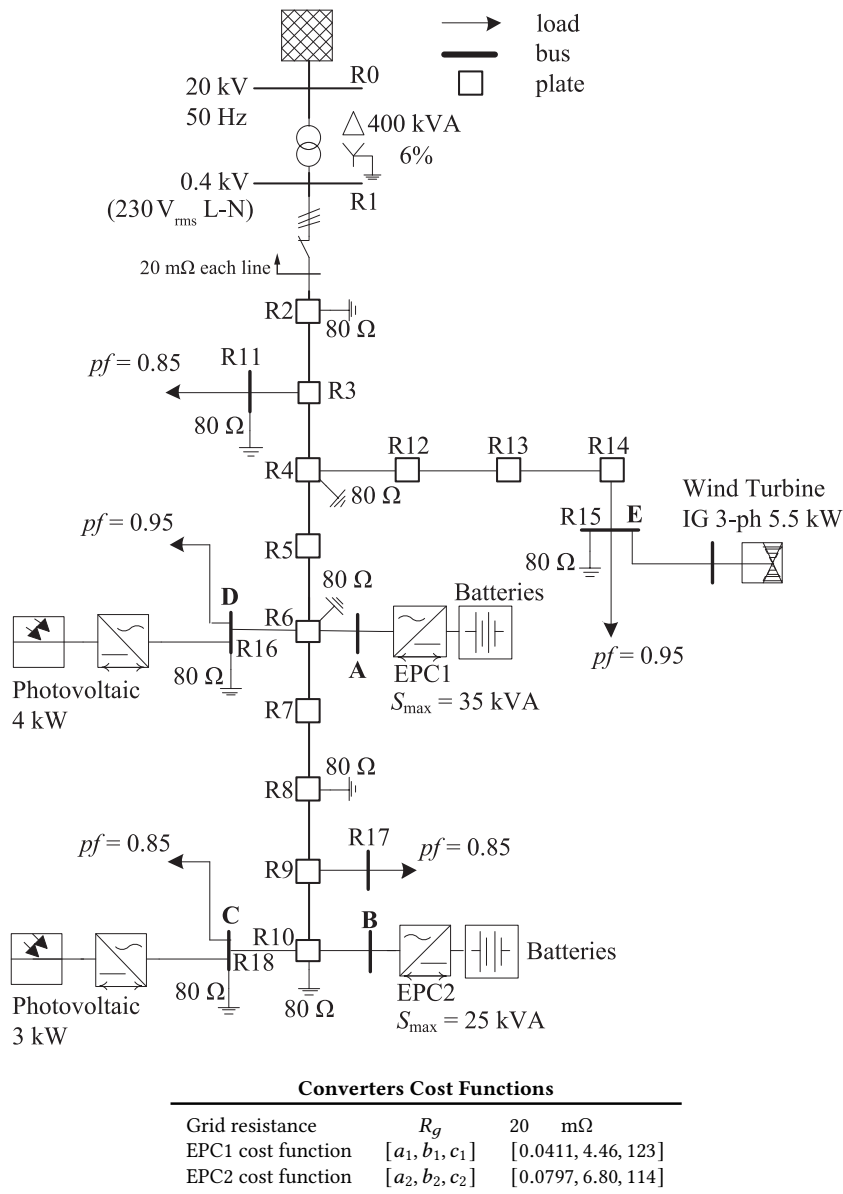 load
bus
plate
R0
20 kV
50 Hz
△ 400 kVA
6%
0.4 kV
R1
(230 Vrms L-N)
20 mΩ each line
R2
80 Ω
R11
pf = 0.85
R3
80 Ω
R12
R13
R14
R4
80 Ω
Wind Turbine
IG 3-ph 5.5 kW
R15
E
pf = 0.95
R5
80 Ω
80 Ω
Batteries
D
R6
R16
A
EPC1
Smax = 35 kVA
pf = 0.95
80 Ω
Photovoltaic
4 kW
R7
80 Ω
R8
R17
pf = 0.85
pf = 0.85
R9
C
B
R10
R18
Batteries
80 Ω
EPC2
80 Ω
Smax = 25 kVA
Photovoltaic
3 kW
Converters Cost Functions
Grid resistance Rg 20 mΩ
EPC1 cost function [a1, b1, c1] [0.0411, 4.46, 123]
EPC2 cost function [a2, b2, c2] [0.0797, 6.80, 114]